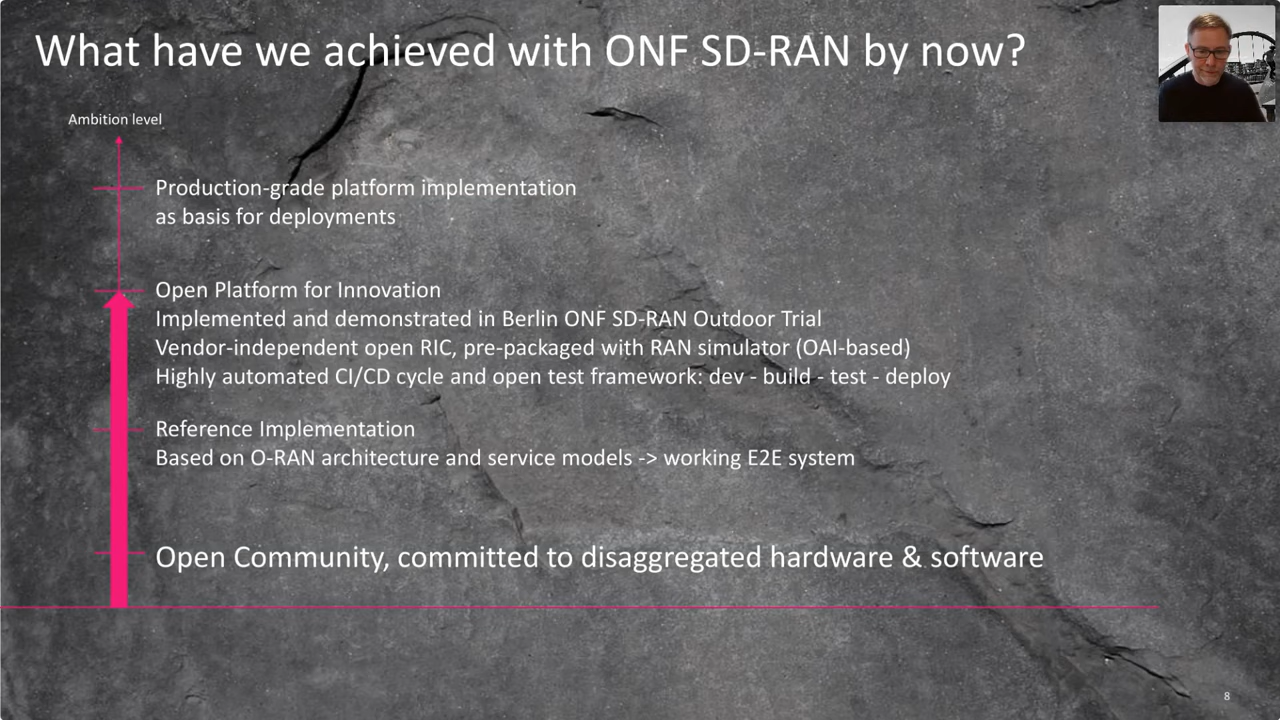 What have we achieved with ONF SD-RAN by now?
Ambition level
Production-grade platform implementation
as basis for deployments
Open Platform for Innovation
Implemented and demonstrated in Berlin ONF SD-RAN Outdoor Trial
Vendor-independent open RIC, pre-packaged with RAN simulator (OAI-based)
Highly automated CI/CD cycle and open test framework: dev - build - test - deploy
Reference Implementation
Based on O-RAN architecture and service models -> working E2E system
Open Community, committed to disaggregated hardware & software
8